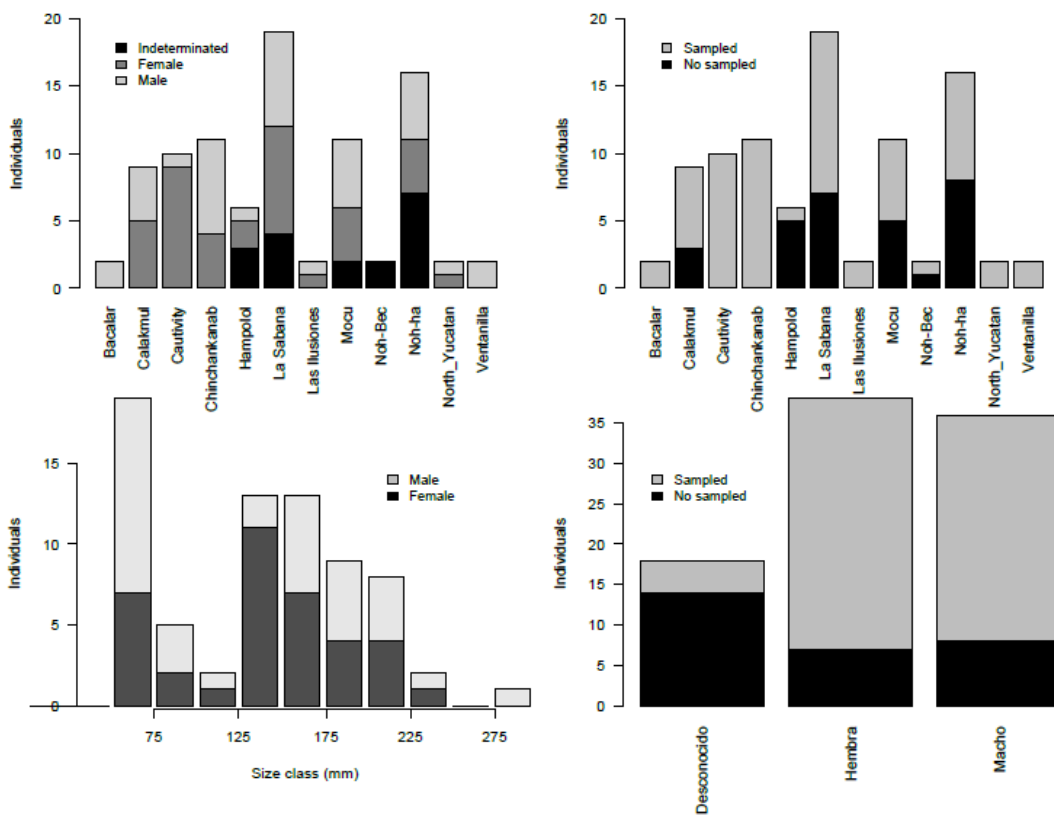 20
15
10
5
0
Individuals
Indeterminated
Female
Male
Bacalar
Calakmul
Cautivity
Chinchankanab
Hampolol
La Sabana
Las Ilusiones
Mocu
Noh-Bec
Noh-ha
North_Yucatan
Ventanilla
20
15
10
5
0
Individuals
Sampled
No sampled
Bacalar
Calakmul
Cautivity
Chinchankanab
Hampolol
La Sabana
Las Ilusiones
Mocu
Noh-Bec
Noh-ha
North_Yucatan
Ventanilla
15
10
5
0
Individuals
Male
Female
75 125 175 225 275
Size class (mm)
35
30
25
20
15
10
5
0
Individuals
Sampled
No sampled
Desconocido
Hembra
Macho